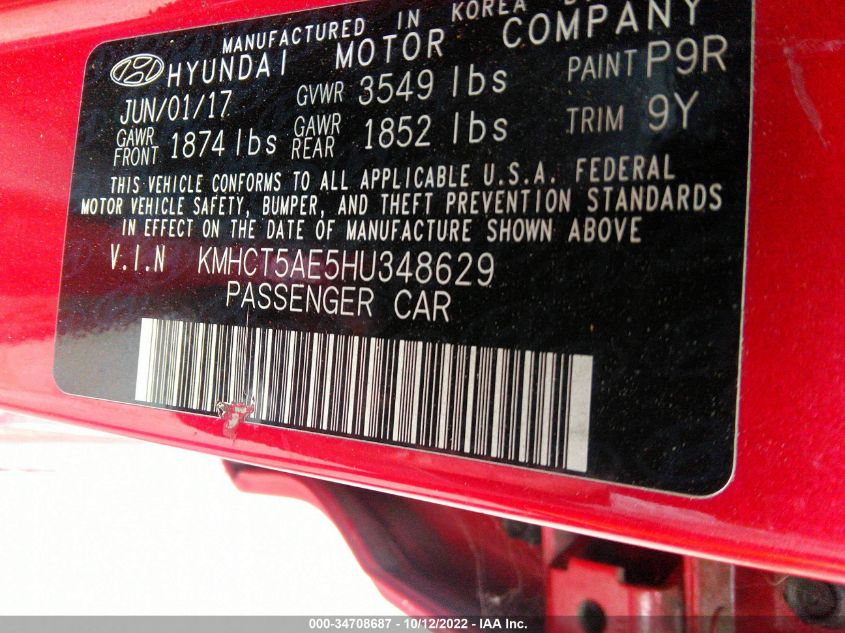 MANUFACTURED IN KOREA
HYUNDAI MOTOR COMPANY
JUN/01/17 GVWR 3549 lbs PAINT P9R
GAWR FRONT 1874 lbs GAWR REAR 1852 lbs TRIM 9Y
THIS VEHICLE CONFORMS TO ALL APPLICABLE U.S.A. FEDERAL
MOTOR VEHICLE SAFETY, BUMPER, AND THEFT PREVENTION STANDARDS
IN EFFECT ON THE DATE OF MANUFACTURE SHOWN ABOVE
V.I.N KMHCT5AE5HU348629
PASSENGER CAR
000-34708687 - 10/12/2022 - IAA Inc.